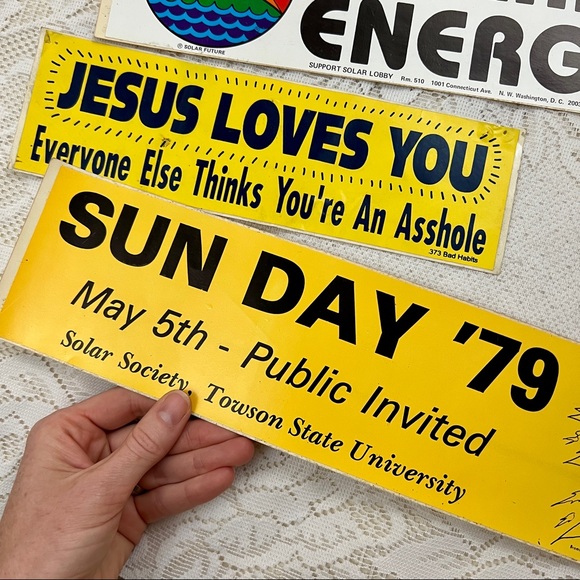 ENERG
© SOLAR FUTURE
SUPPORT SOLAR LOBBY Rm. 510 1001 Connecticut Ave. N. W. Washington, D. C.
JESUS LOVES YOU
Everyone Else Thinks You're An Asshole
373 Bad Habits
SUN DAY '79
May 5th - Public Invited
Solar Society, Towson State University